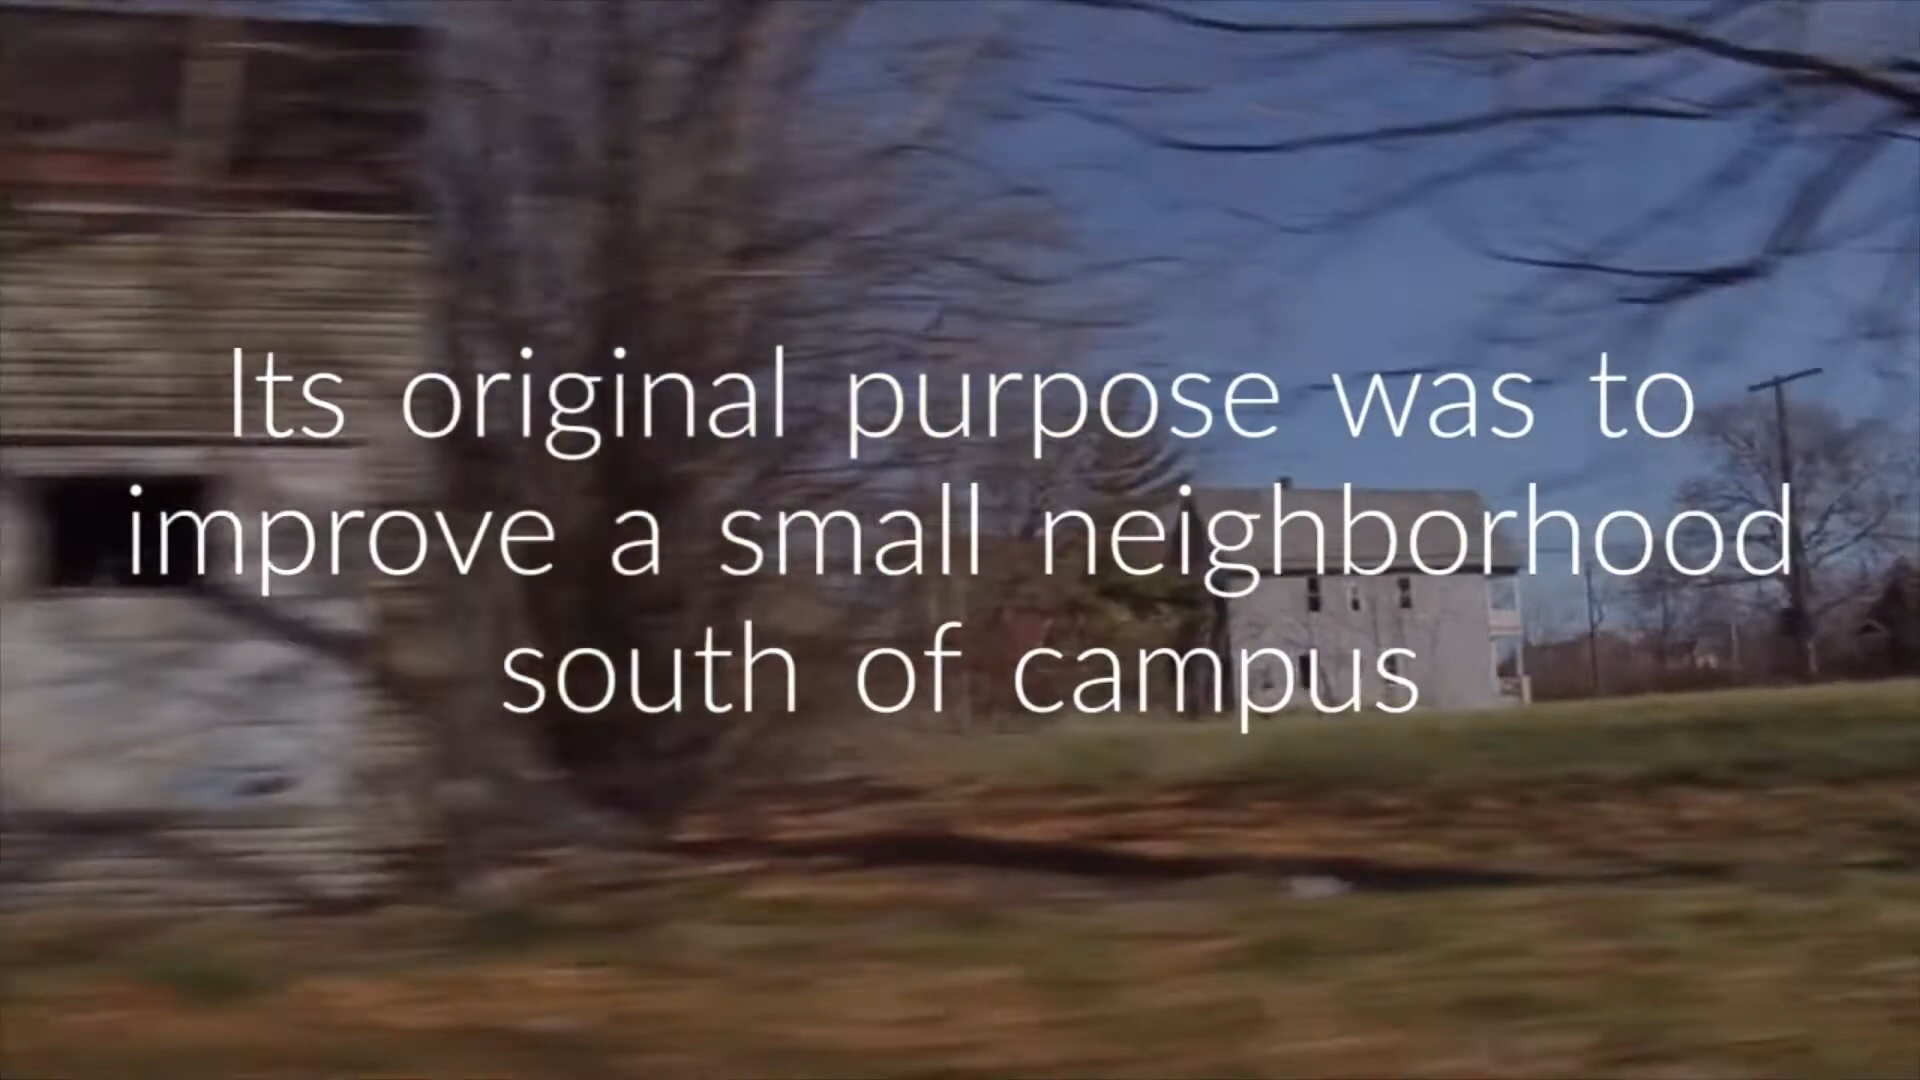 Its original purpose was to
improve a small neighborhood
south of campus